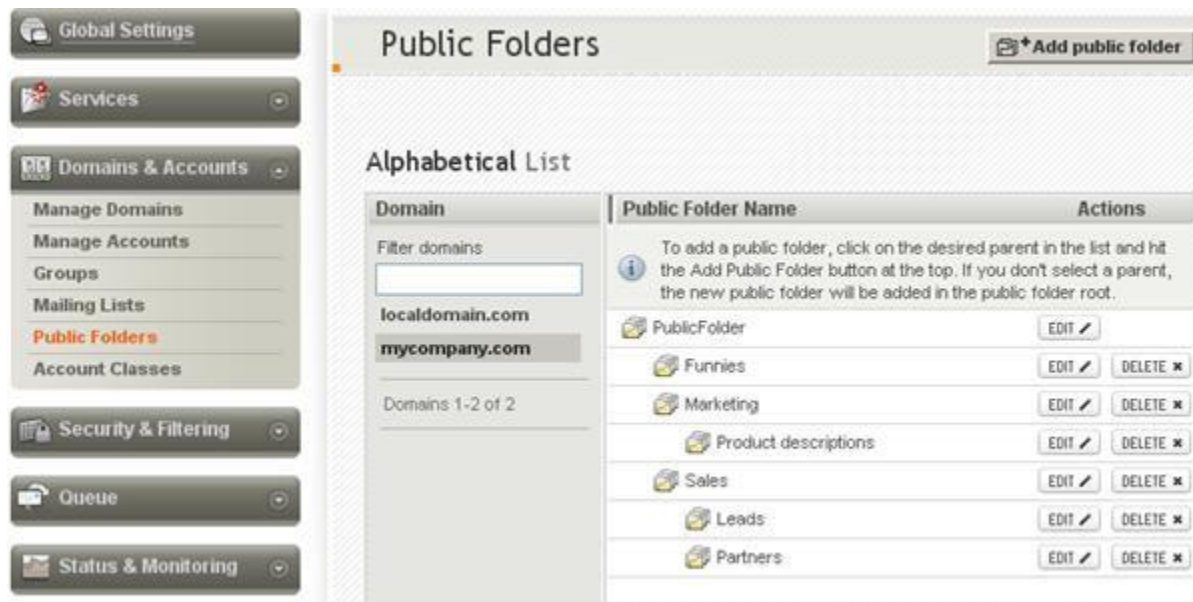 Global Settings
Services
Domains & Accounts
Manage Domains
Manage Accounts
Groups
Mailing Lists
Public Folders
Account Classes
Security & Filtering
Queue
Status & Monitoring
Public Folders
Add public folder
Alphabetical List
Domain
Filter domains
localdomain.com
mycompany.com
Domains 1-2 of 2
Public Folder Name Actions
To add a public folder, click on the desired parent in the list and hit
the Add Public Folder button at the top. If you don't select a parent,
the new public folder will be added in the public folder root.
PublicFolder EDIT
Funnies EDIT DELETE
Marketing EDIT DELETE
Product descriptions EDIT DELETE
Sales EDIT DELETE
Leads EDIT DELETE
Partners EDIT DELETE